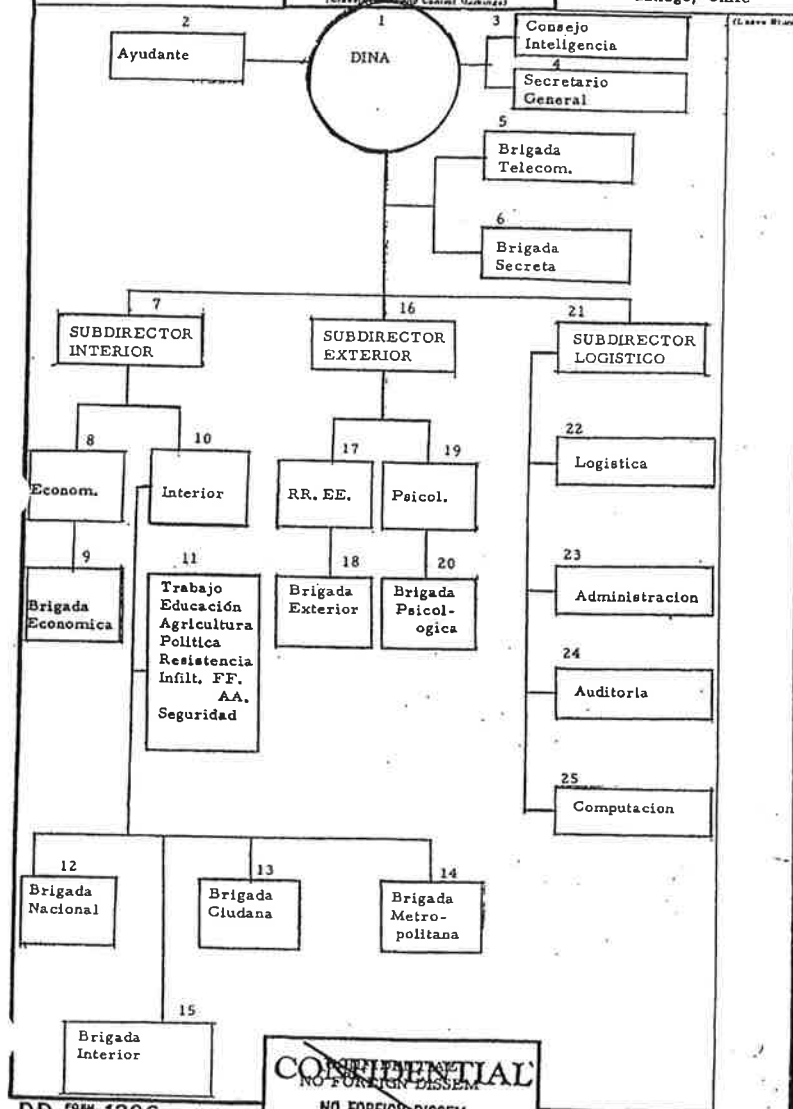 2
Ayudante
1
DINA
3
Consejo
Inteligencia
4
Secretario
General
5
Brigada
Telecom.
6
Brigada
Secreta
7
SUBDIRECTOR
INTERIOR
16
SUBDIRECTOR
EXTERIOR
21
SUBDIRECTOR
LOGISTICO
8
Econom.
10
Interior
17
RR. EE.
19
Psicol.
22
Logistica
9
Brigada
Economica
11
Trabajo
Educación
Agricultura
Politica
Resistencia
Infilt. FF.
AA.
Seguridad
18
Brigada
Exterior
20
Brigada
Psicol-
ogica
23
Administracion
24
Auditoria
25
Computacion
12
Brigada
Nacional
13
Brigada
Ciudana
14
Brigada
Metro-
politana
15
Brigada
Interior
CONFIDENTIAL
NO FOREIGN DISSEM
NO FOREIGN DISSEM